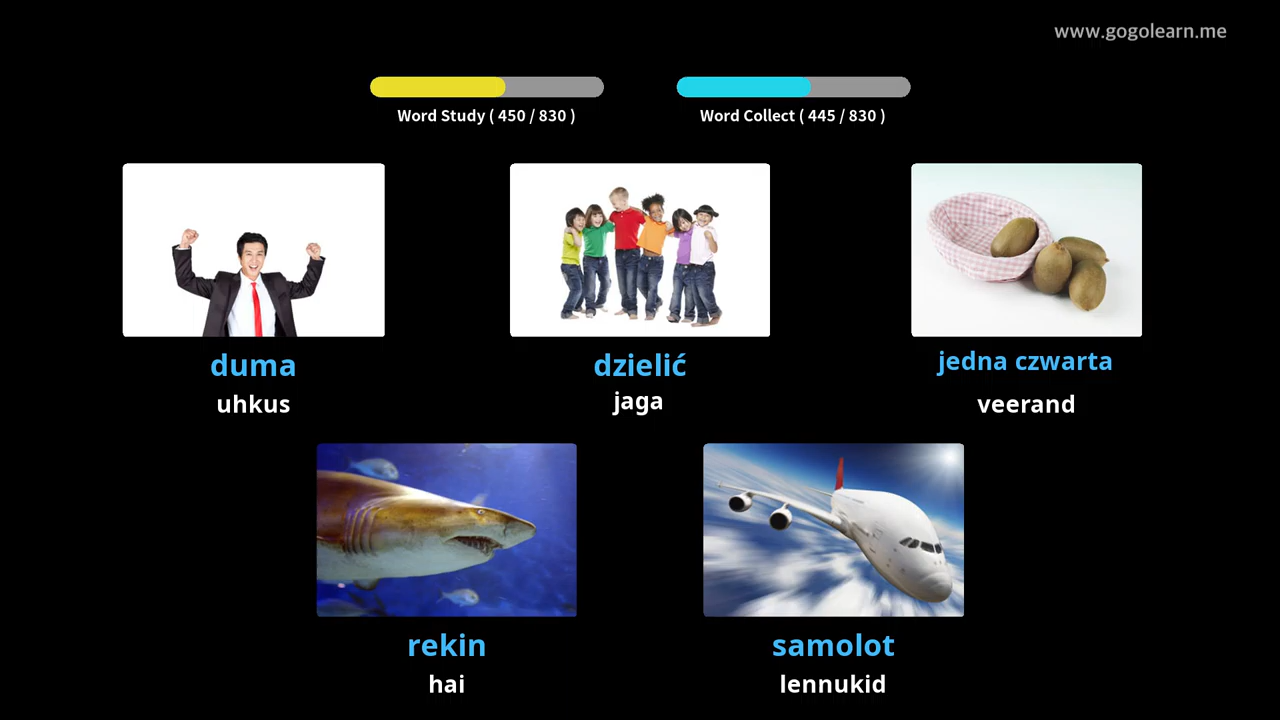 www.gogolearn.me
Word Study ( 450 / 830 )
Word Collect ( 445 / 830 )
duma
uhkus
dzielić
jaga
jedna czwarta
veerand
rekin
hai
samolot
lennukid